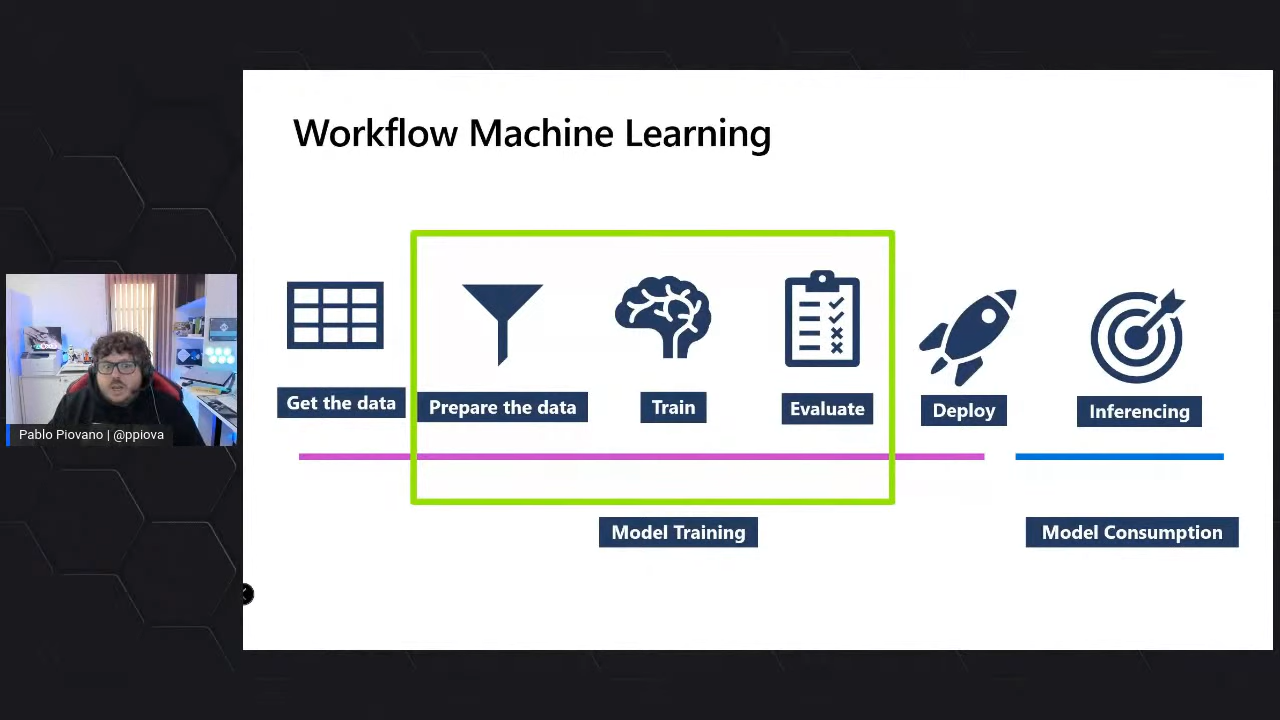 Workflow Machine Learning
Get the data
Prepare the data
Train
Evaluate
Deploy
Inferencing
Model Training
Model Consumption
Pablo Piovano | @ppiova